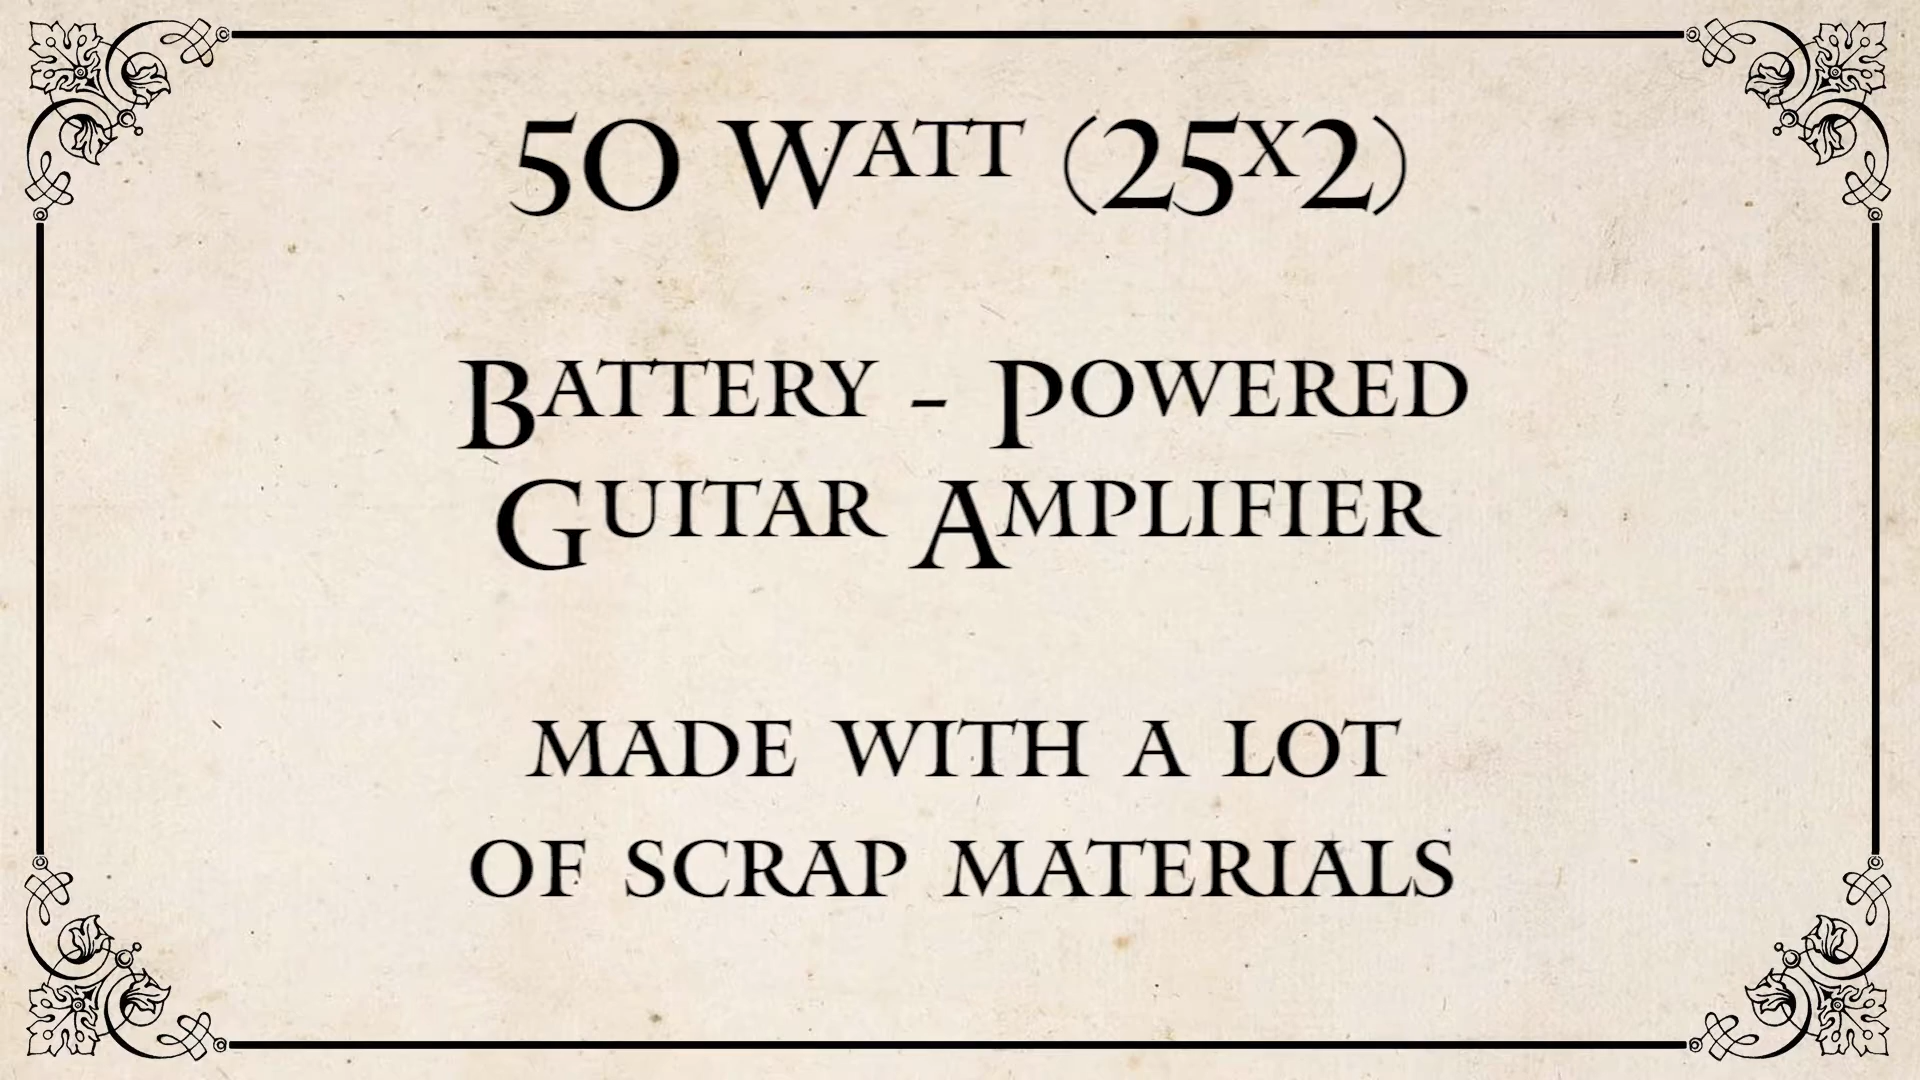 50 Watt (25x2)
Battery - Powered
Guitar Amplifier
made with a lot
of scrap materials